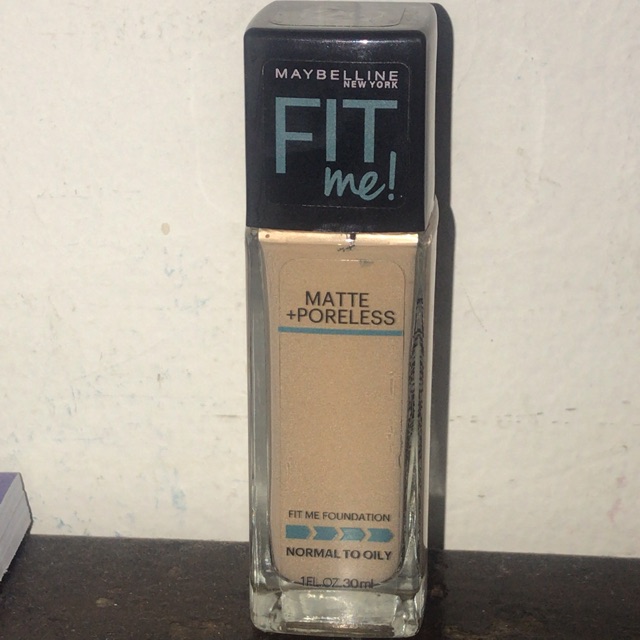 MAYBELLINE
NEW YORK
FIT
me!
MATTE
+PORELESS
FIT ME FOUNDATION
NORMAL TO OILY
1FL OZ 30ml